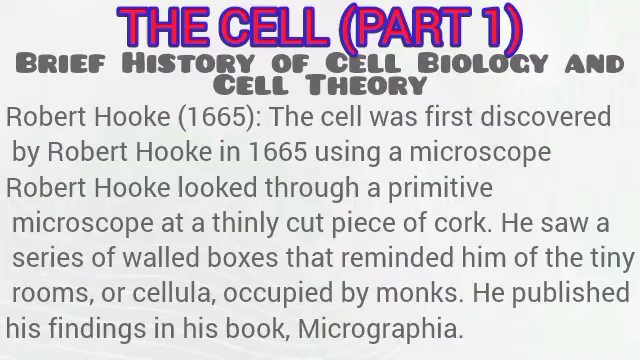 THE CELL (PART 1)
Brief History of Cell Biology and
Cell Theory
Robert Hooke (1665): The cell was first discovered
by Robert Hooke in 1665 using a microscope
Robert Hooke looked through a primitive
microscope at a thinly cut piece of cork. He saw a
series of walled boxes that reminded him of the tiny
rooms, or cellula, occupied by monks. He published
his findings in his book, Micrographia.